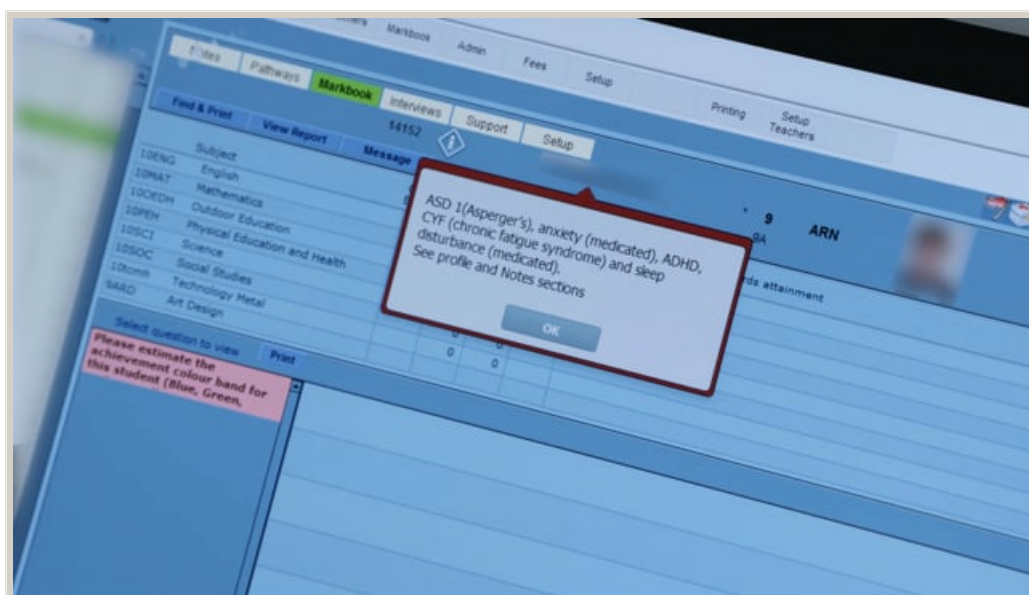 Markbook Admin Fees Setup Printing Setup Teachers
Notes Pathways Markbook Interviews Support Setup
Find & Print View Report Message 14152
Subject
10ENG English
10MAT Mathematics
10OEDH Outdoor Education
10PEH Physical Education and Health
10SCI Science
10SOC Social Studies
10tcmh Technology Metal
9ARD Art Design
9 ARN
9A
attainment
ASD 1(Asperger's), anxiety (medicated), ADHD,
CYF (chronic fatigue syndrome) and sleep
disturbance (medicated).
See profile and Notes sections
OK
0 0
0 0
Select question to view Print
Please estimate the
achievement colour band for
this student (Blue, Green,